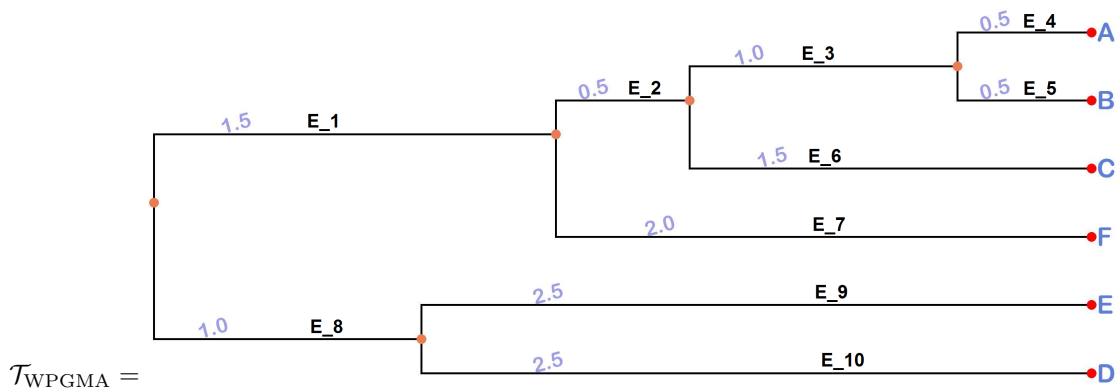 0.5 E_4 A
1.0 E_3
0.5 E_2 0.5 E_5 B
1.5 E_1
1.5 E_6 C
2.0 E_7 F
2.5 E_9 E
1.0 E_8
2.5 E_10 D
𝒯WPGMA =